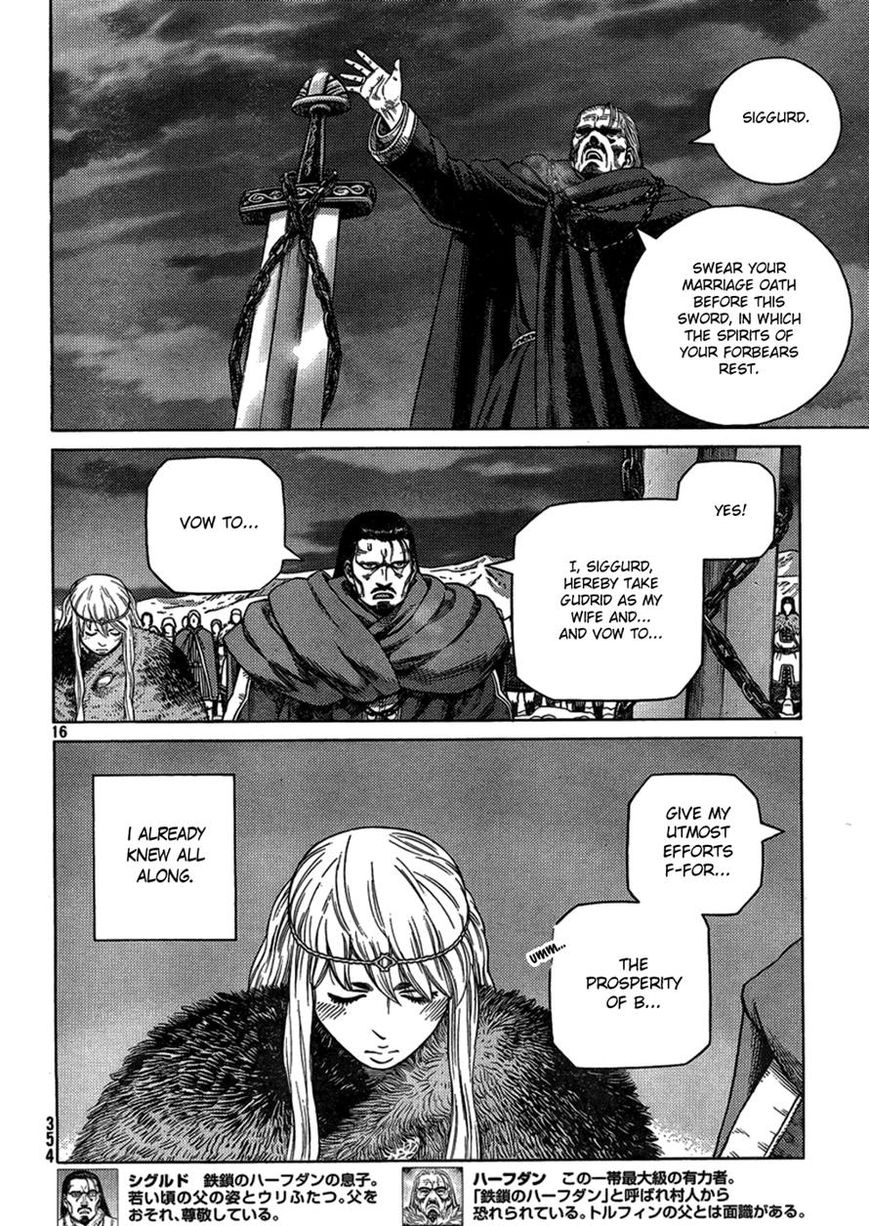 SIGGURD.
SWEAR YOUR
MARRIAGE OATH
BEFORE THIS
SWORD, IN WHICH
THE SPIRITS OF
YOUR FORBEARS
REST.
YES!
I, SIGGURD,
HEREBY TAKE
GUDRID AS MY
WIFE AND...
AND VOW TO...
VOW TO...
16
GIVE MY
UTMOST
EFFORTS
F-FOR...
UMM...
THE
PROSPERITY
OF B...
I ALREADY
KNEW ALL
ALONG.
354
シグルド 鉄鎖のハーフダンの息子。
若い頃の父の姿とウリふたつ。父を
おそれ、尊敬している。
ハーフダン この一帯最大級の有力者。
「鉄鎖のハーフダン」と呼ばれ村人から
恐れられている。トルフィンの父とは面識がある。